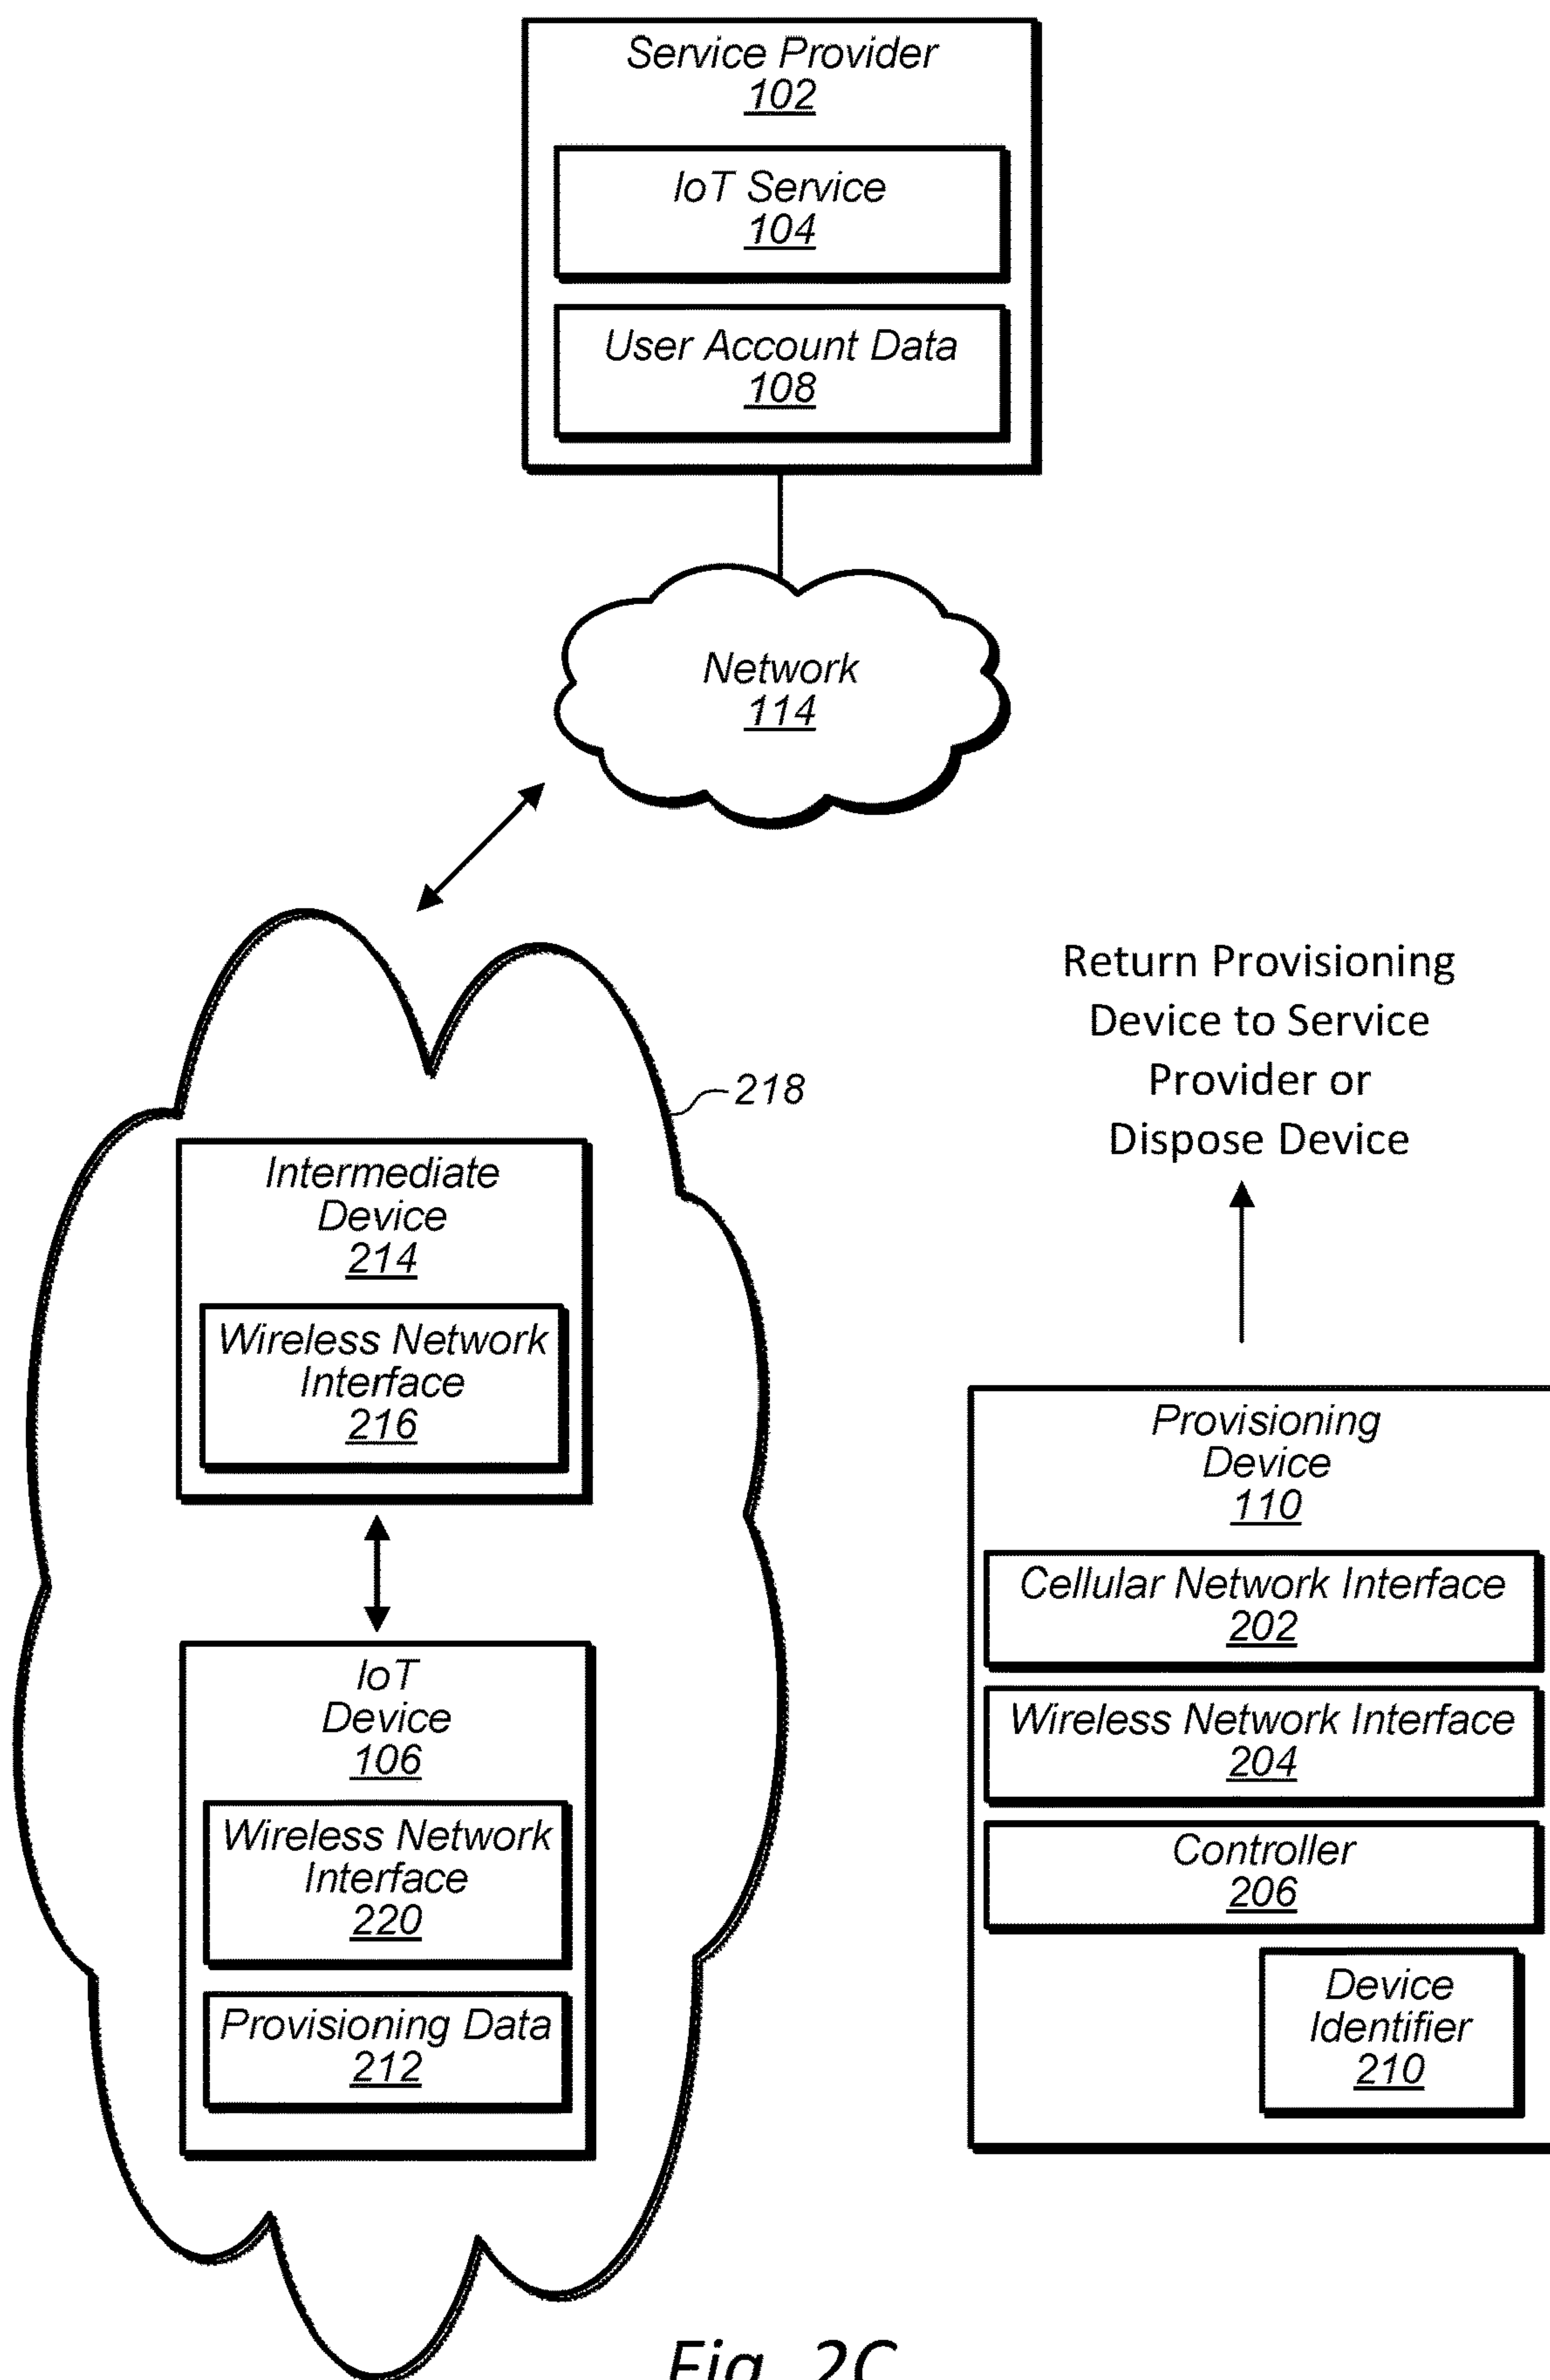 Service Provider
102
IoT Service
104
User Account Data
108
Network
114
218
Return Provisioning
Device to Service
Provider or
Dispose Device
Intermediate
Device
214
Wireless Network
Interface
216
IoT
Device
106
Wireless Network
Interface
220
Provisioning Data
212
Provisioning
Device
110
Cellular Network Interface
202
Wireless Network Interface
204
Controller
206
Device
Identifier
210
Fig. 2C